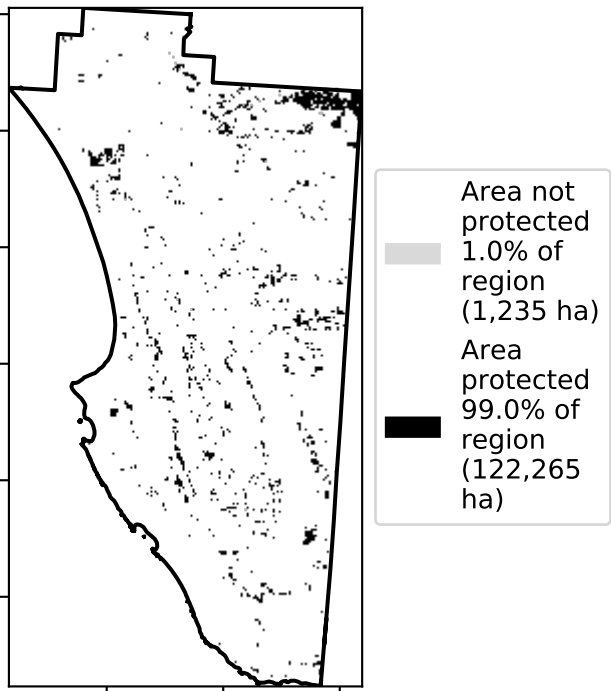 Area not
protected
1.0% of
region
(1,235 ha)
Area
protected
99.0% of
region
(122,265
ha)